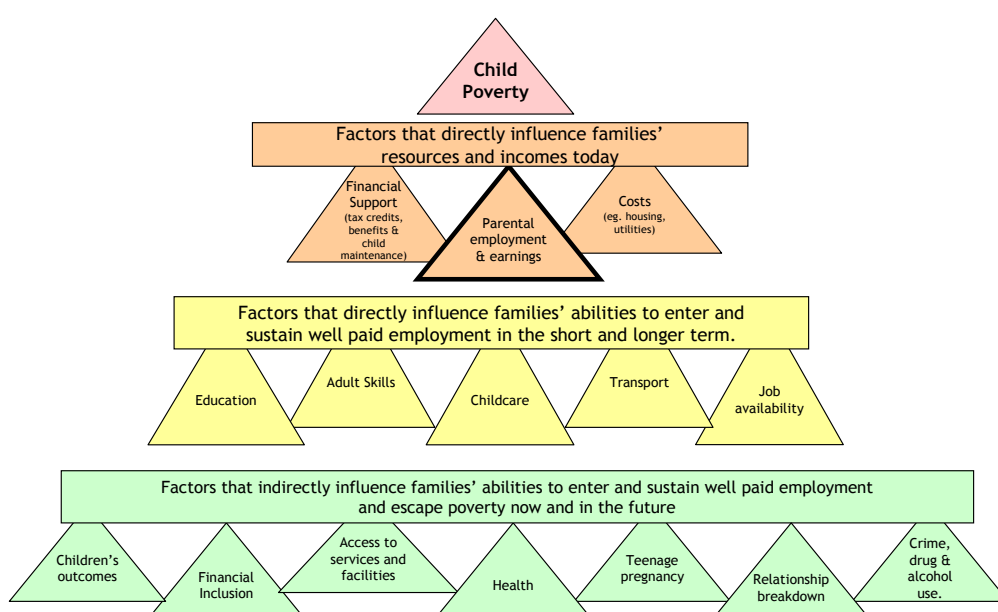 Child
Poverty
Factors that directly influence families’
resources and incomes today
Financial
Support
(tax credits,
benefits &
child
maintenance)
Parental
employment
& earnings
Costs
(eg. housing,
utilities)
Factors that directly influence families’ abilities to enter and
sustain well paid employment in the short and longer term.
Education
Adult Skills
Childcare
Transport
Job
availability
Factors that indirectly influence families’ abilities to enter and sustain well paid employment
and escape poverty now and in the future
Children’s
outcomes
Financial
Inclusion
Access to
services and
facilities
Health
Teenage
pregnancy
Relationship
breakdown
Crime,
drug &
alcohol
use.